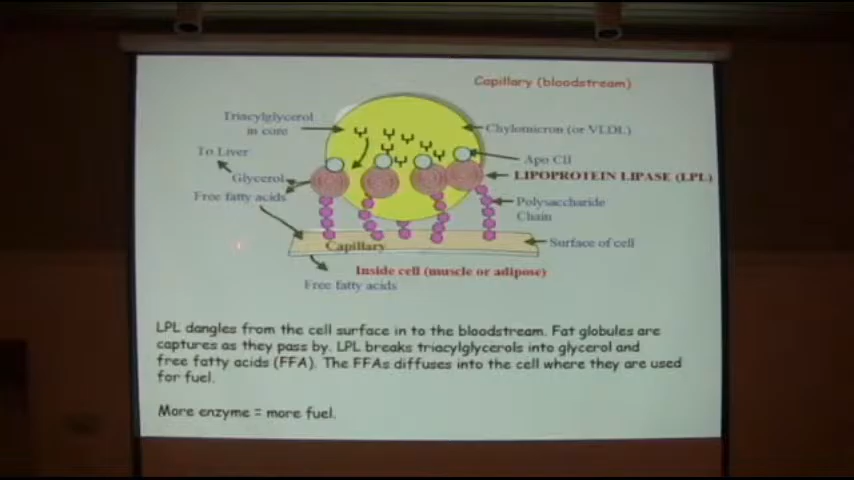 Capillary (bloodstream)
Triacylglycerol
in core
Chylomicron (or VLDL)
To Liver
Apo CII
Glycerol
LIPOPROTEIN LIPASE (LPL)
Free fatty acids
Polysaccharide
Chain
Capillary
Surface of cell
Inside cell (muscle or adipose)
Free fatty acids
LPL dangles from the cell surface in to the bloodstream. Fat globules are
captures as they pass by. LPL breaks triacylglycerols into glycerol and
free fatty acids (FFA). The FFAs diffuses into the cell where they are used
for fuel.
More enzyme = more fuel.